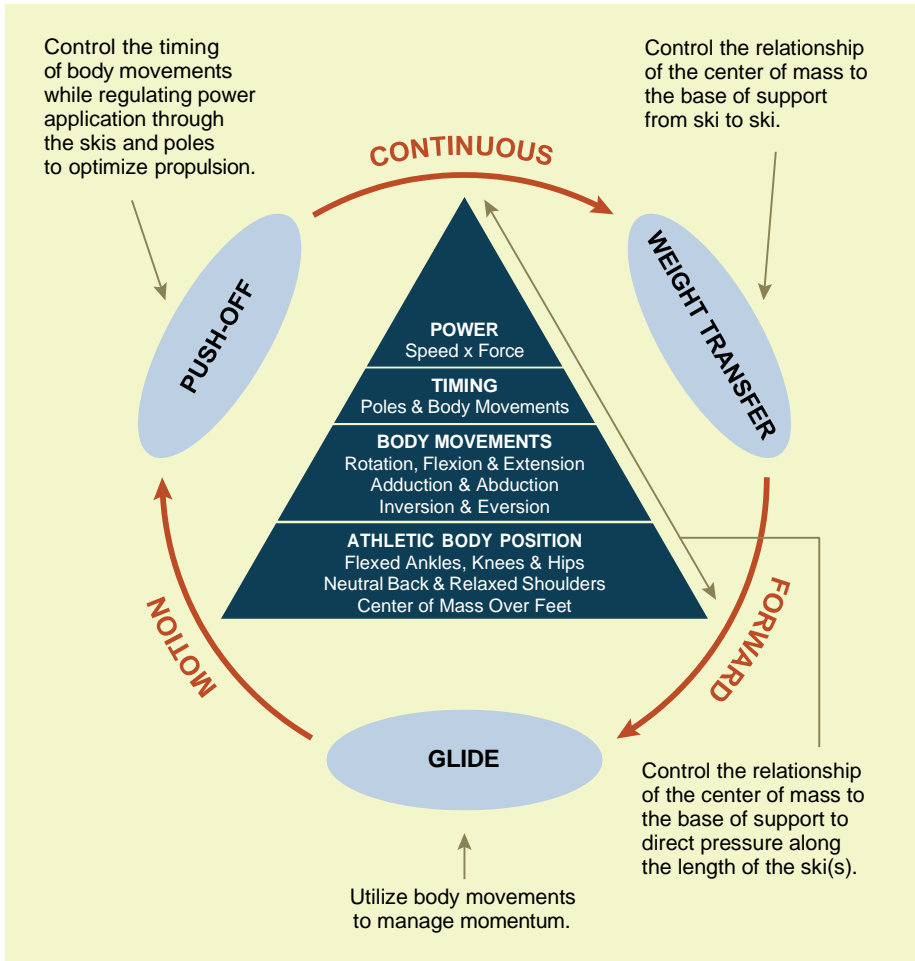 Control the timing
of body movements
while regulating power
application through
the skis and poles
to optimize propulsion.
Control the relationship
of the center of mass to
the base of support
from ski to ski.
CONTINUOUS
PUSH-OFF
WEIGHT TRANSFER
POWER
Speed x Force
TIMING
Poles & Body Movements
BODY MOVEMENTS
Rotation, Flexion & Extension
Adduction & Abduction
Inversion & Eversion
ATHLETIC BODY POSITION
Flexed Ankles, Knees & Hips
Neutral Back & Relaxed Shoulders
Center of Mass Over Feet
MOTION
FORWARD
GLIDE
Control the relationship
of the center of mass to
the base of support to
direct pressure along
the length of the ski(s).
Utilize body movements
to manage momentum.